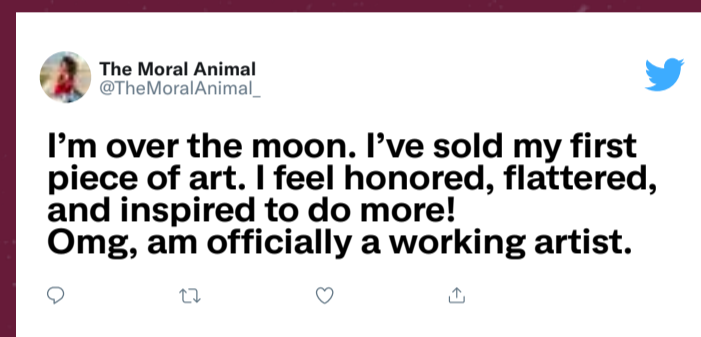 The Moral Animal
@TheMoralAnimal_
I’m over the moon. I’ve sold my first
piece of art. I feel honored, flattered,
and inspired to do more!
Omg, am officially a working artist.